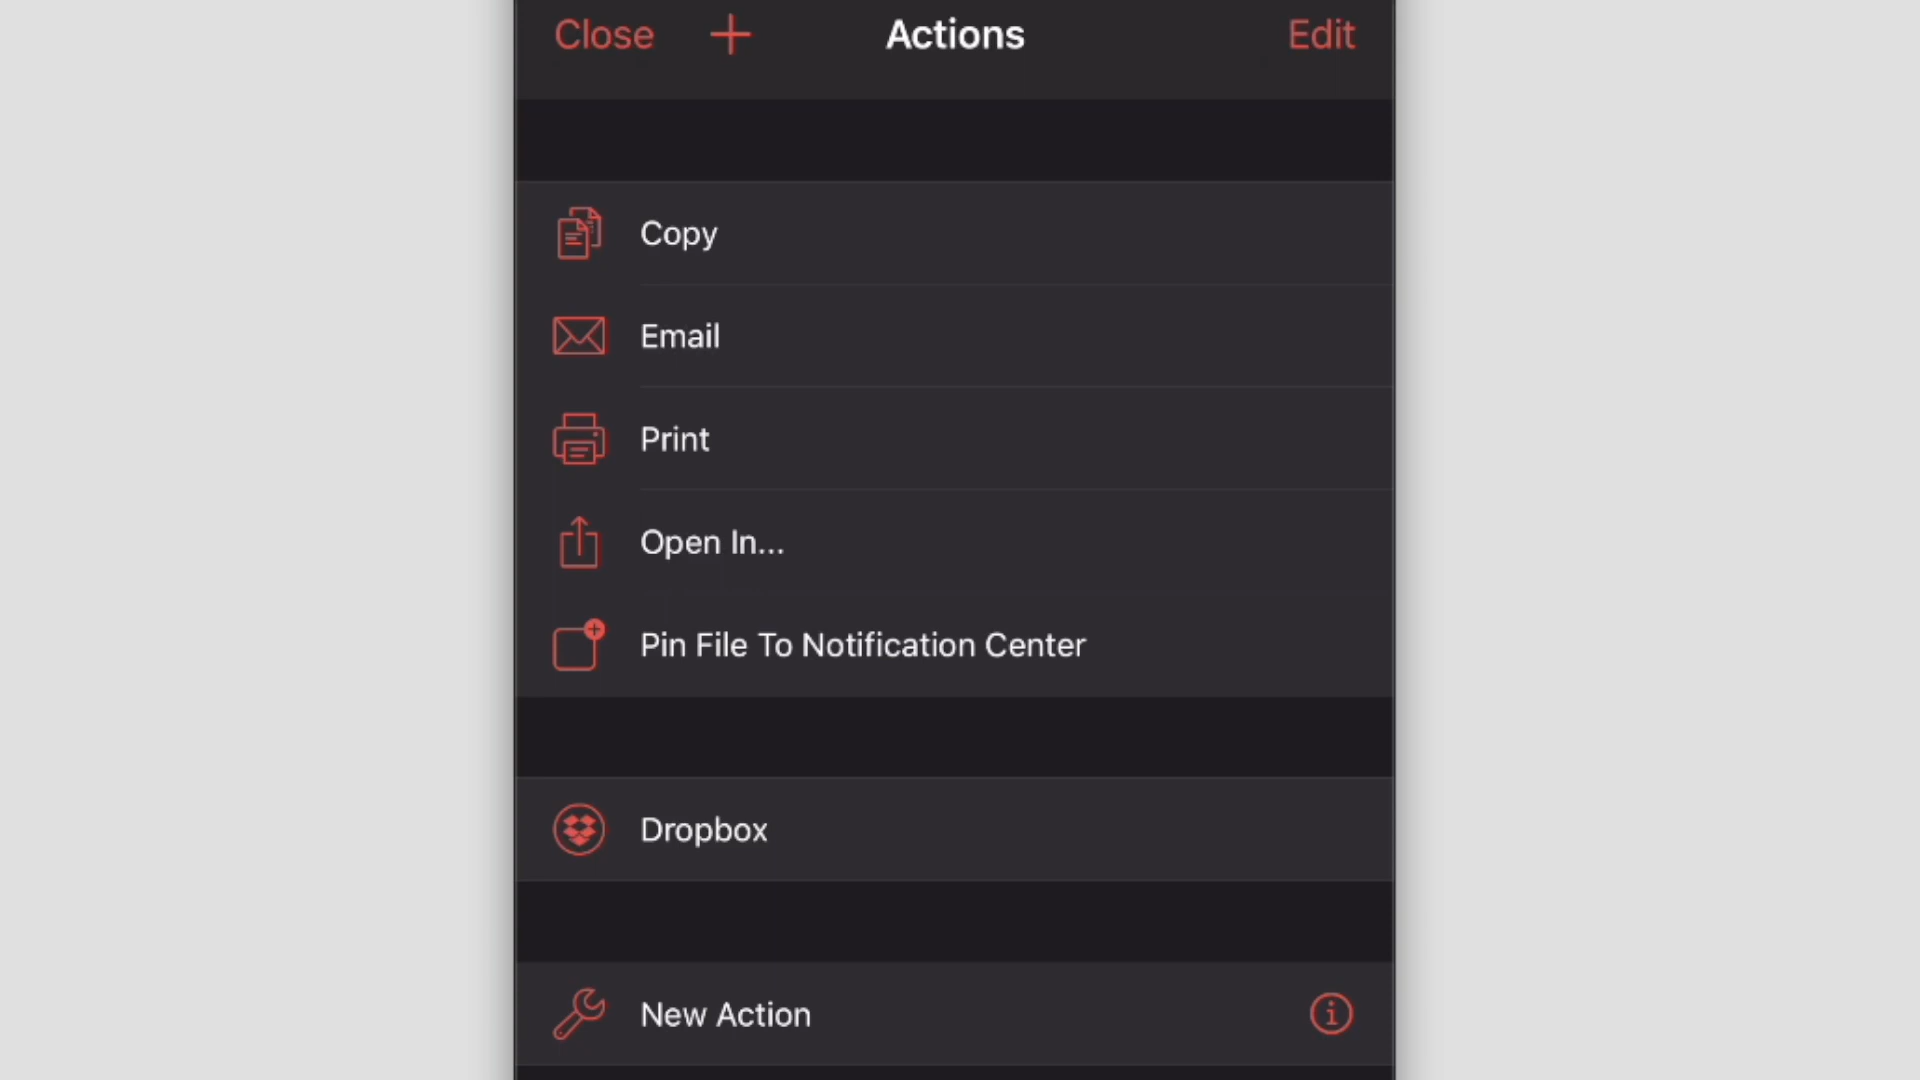 Close + Actions Edit
Copy
Email
Print
Open In...
Pin File To Notification Center
Dropbox
New Action